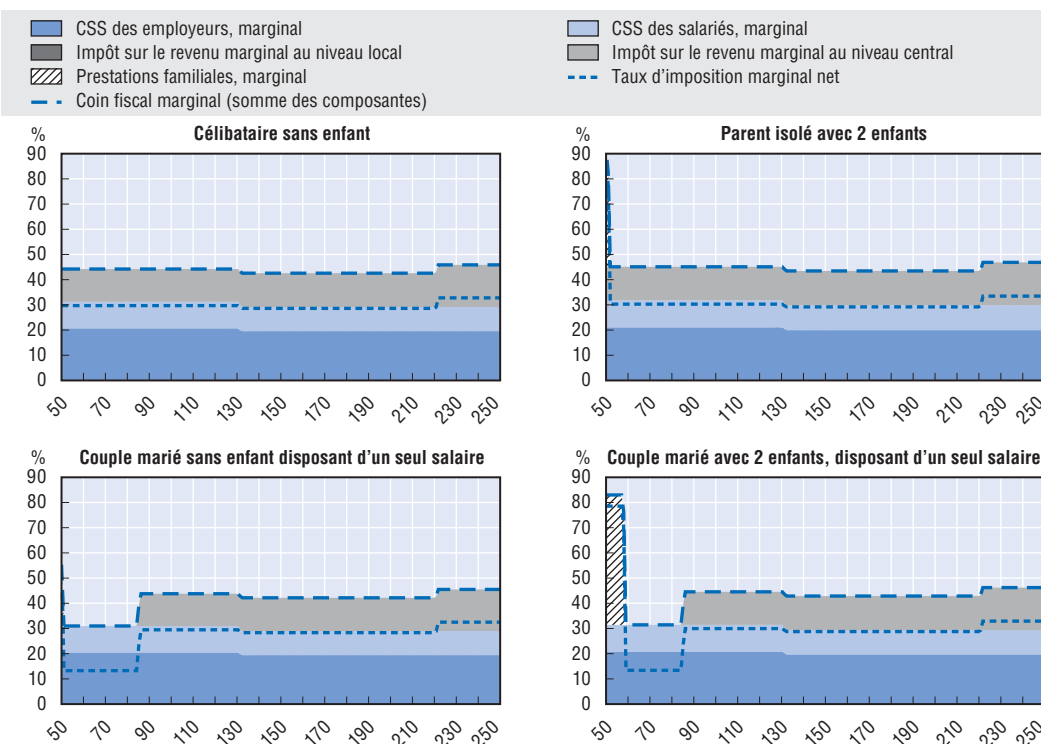 CSS des employeurs, marginal
CSS des salariés, marginal
Impôt sur le revenu marginal au niveau local
Impôt sur le revenu marginal au niveau central
Prestations familiales, marginal
Taux d'imposition marginal net
Coin fiscal marginal (somme des composantes)
% Célibataire sans enfant
90
80
70
60
50
40
30
20
10
0
50 70 90 110 130 150 170 190 210 230 250
% Parent isolé avec 2 enfants
90
80
70
60
50
40
30
20
10
0
50 70 90 110 130 150 170 190 210 230 250
% Couple marié sans enfant disposant d'un seul salaire
90
80
70
60
50
40
30
20
10
0
50 70 90 110 130 150 170 190 210 230 250
% Couple marié avec 2 enfants, disposant d'un seul salaire
90
80
70
60
50
40
30
20
10
0
50 70 90 110 130 150 170 190 210 230 250